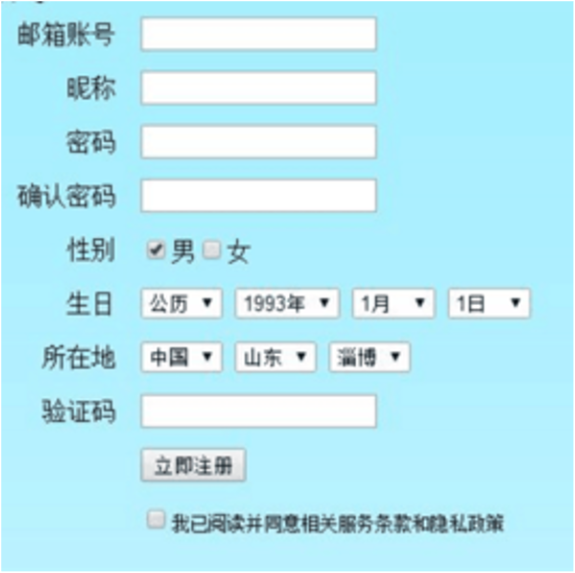 邮箱账号
昵称
密码
确认密码
性别 男 女
生日 公历 1993年 1月 1日
所在地 中国 山东 淄博
验证码
立即注册
我已阅读并同意相关服务条款和隐私政策